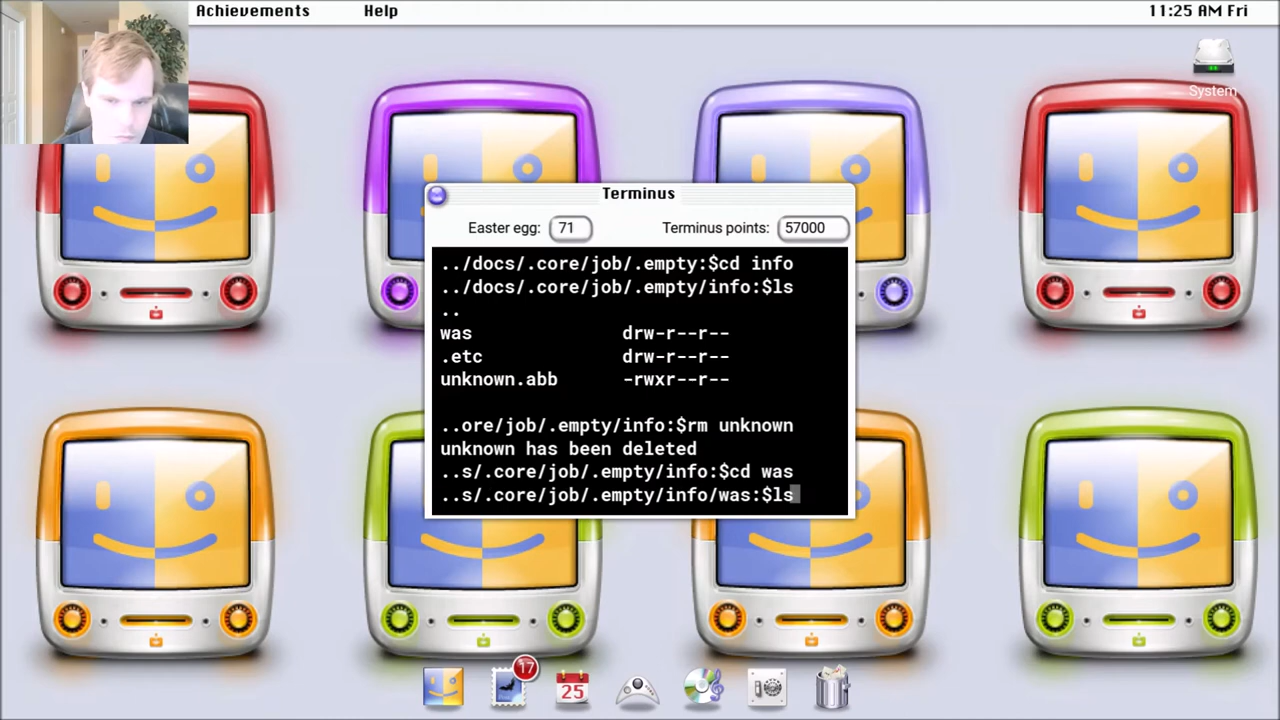 Achievements Help 11:25 AM Fri
System
Terminus
Easter egg: 71 Terminus points: 57000
../docs/.core/job/.empty:$cd info
../docs/.core/job/.empty/info:$ls
..
was drw-r--r--
.etc drw-r--r--
unknown.abb -rwxr--r--
..ore/job/.empty/info:$rm unknown
unknown has been deleted
..s/.core/job/.empty/info:$cd was
..s/.core/job/.empty/info/was:$ls
17
25